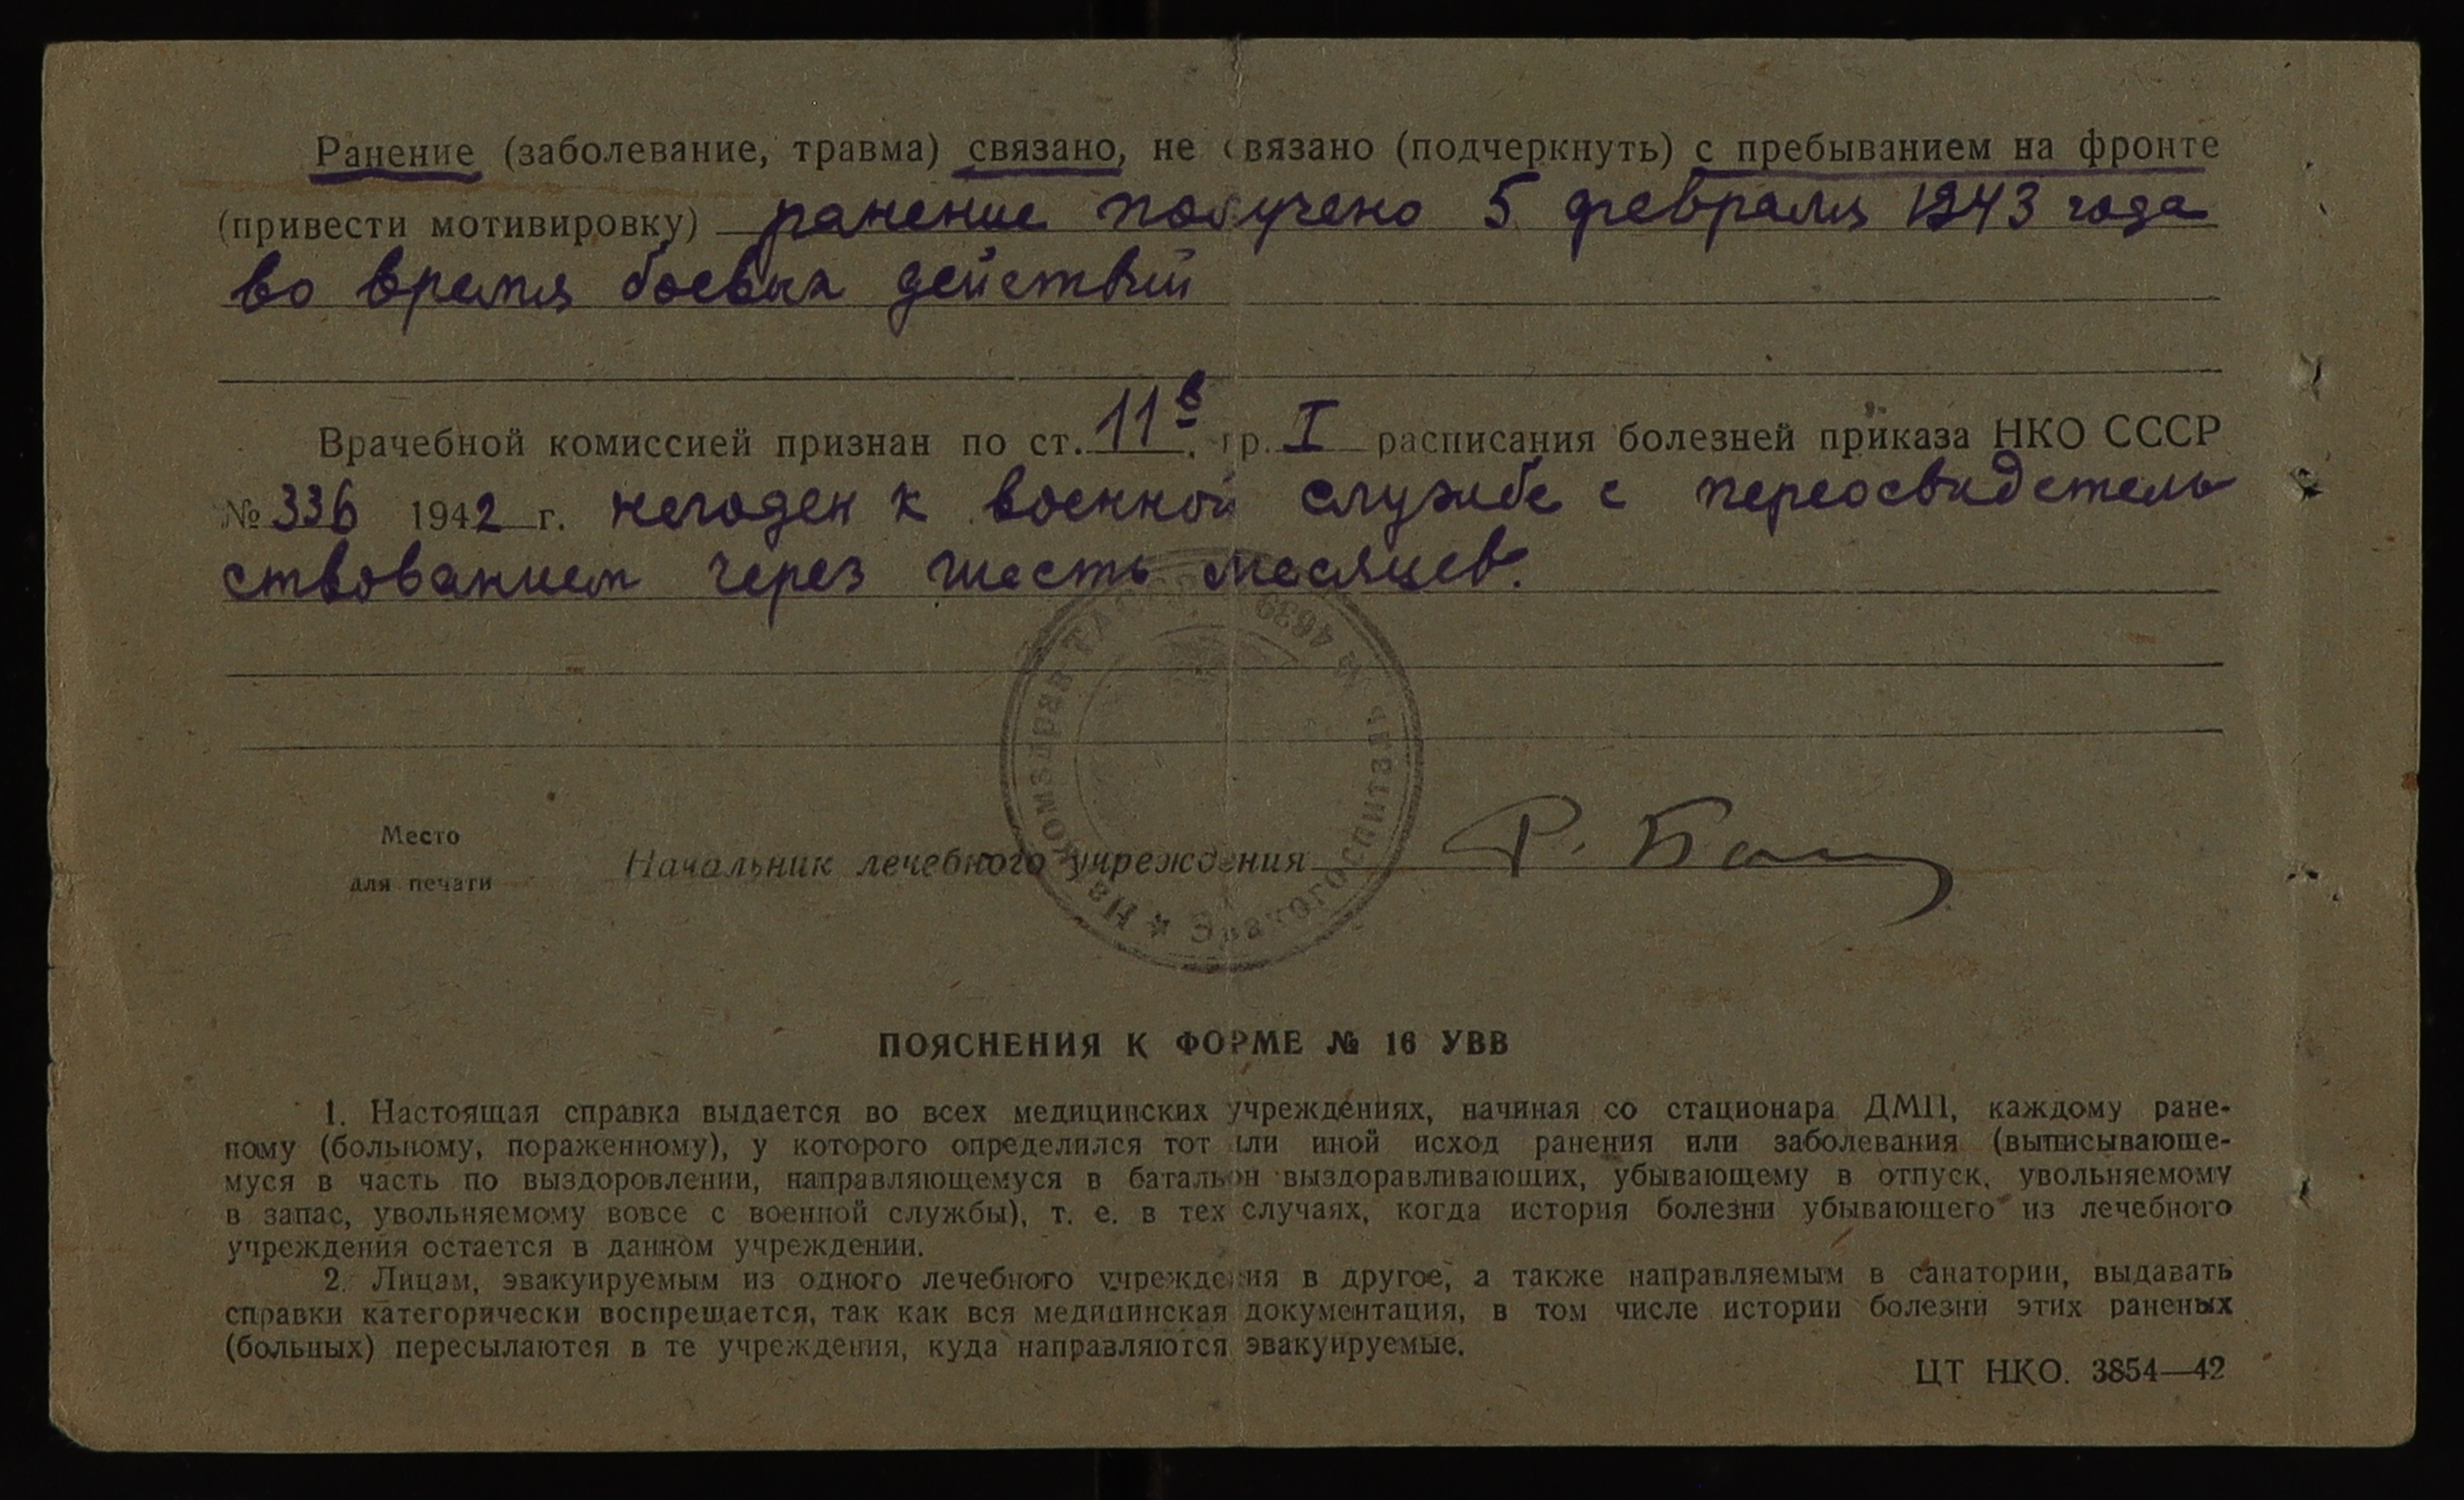 Ранение (заболевание, травма) связано, не связано (подчеркнуть) с пребыванием на фронте
(привести мотивировку) ранение получено 5 февраля 1943 года
во время боевых действий
Врачебной комиссией признан по ст. 11в. гр. I расписания болезней приказа НКО СССР
№ 336 1942 г. негоден к военной службе с переосвидетель
ствованием через шесть месяцев.
4639
Наркомздрав
Эвакогоспиталь
Место
для печати
Начальник лечебного учреждения Р.
ПОЯСНЕНИЯ К ФОРМЕ № 16 УВВ
1. Настоящая справка выдается во всех медицинских учреждениях, начиная со стационара ДМП, каждому ране-
ному (больному, пораженному), у которого определился тот или иной исход ранения или заболевания (выписывающе-
муся в часть по выздоровлении, направляющемуся в батальон выздоравливающих, убывающему в отпуск, увольняемому
в запас, увольняемому вовсе с военной службы), т. е. в тех случаях, когда история болезни убывающего из лечебного
учреждения остается в данном учреждении.
2. Лицам, эвакуируемым из одного лечебного учреждения в другое, а также направляемым в санатории, выдавать
справки категорически воспрещается, так как вся медицинская документация, в том числе истории болезни этих раненых
(больных) пересылаются в те учреждения, куда направляются эвакуируемые.
ЦТ НКО. 3854—42